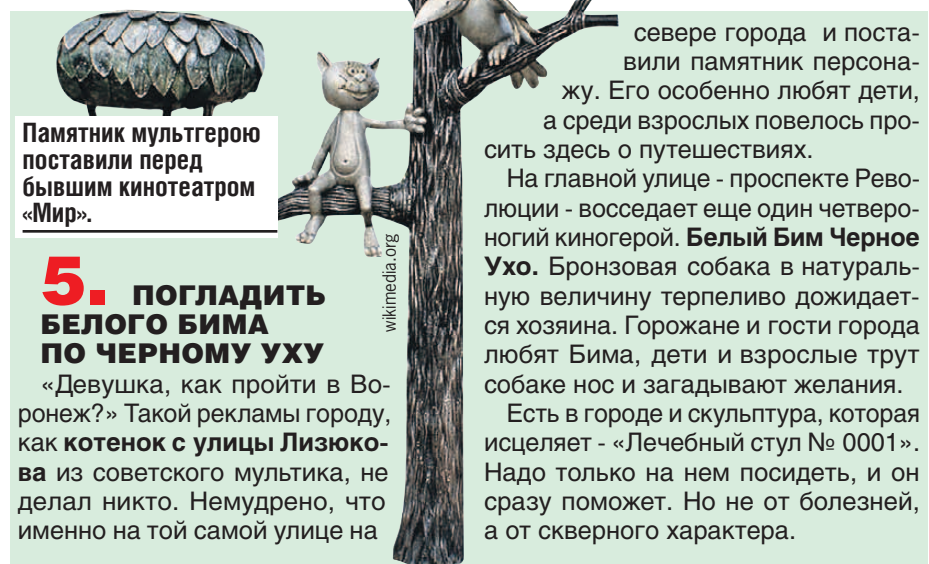 Памятник мультгерою
поставили перед
бывшим кинотеатром
«Мир».
wikimedia.org
5. ПОГЛАДИТЬ
БЕЛОГО БИМА
ПО ЧЕРНОМУ УХУ
«Девушка, как пройти в Во-
ронеж?» Такой рекламы городу,
как котенок с улицы Лизюко-
ва из советского мультика, не
делал никто. Немудрено, что
именно на той самой улице на
севере города и поста-
вили памятник персона-
жу. Его особенно любят дети,
а среди взрослых повелось про-
сить здесь о путешествиях.
На главной улице - проспекте Рево-
люции - восседает еще один четверо-
ногий киногерой. Белый Бим Черное
Ухо. Бронзовая собака в натураль-
ную величину терпеливо дожидает-
ся хозяина. Горожане и гости города
любят Бима, дети и взрослые трут
собаке нос и загадывают желания.
Есть в городе и скульптура, которая
исцеляет - «Лечебный стул № 0001».
Надо только на нем посидеть, и он
сразу поможет. Но не от болезней,
а от скверного характера.